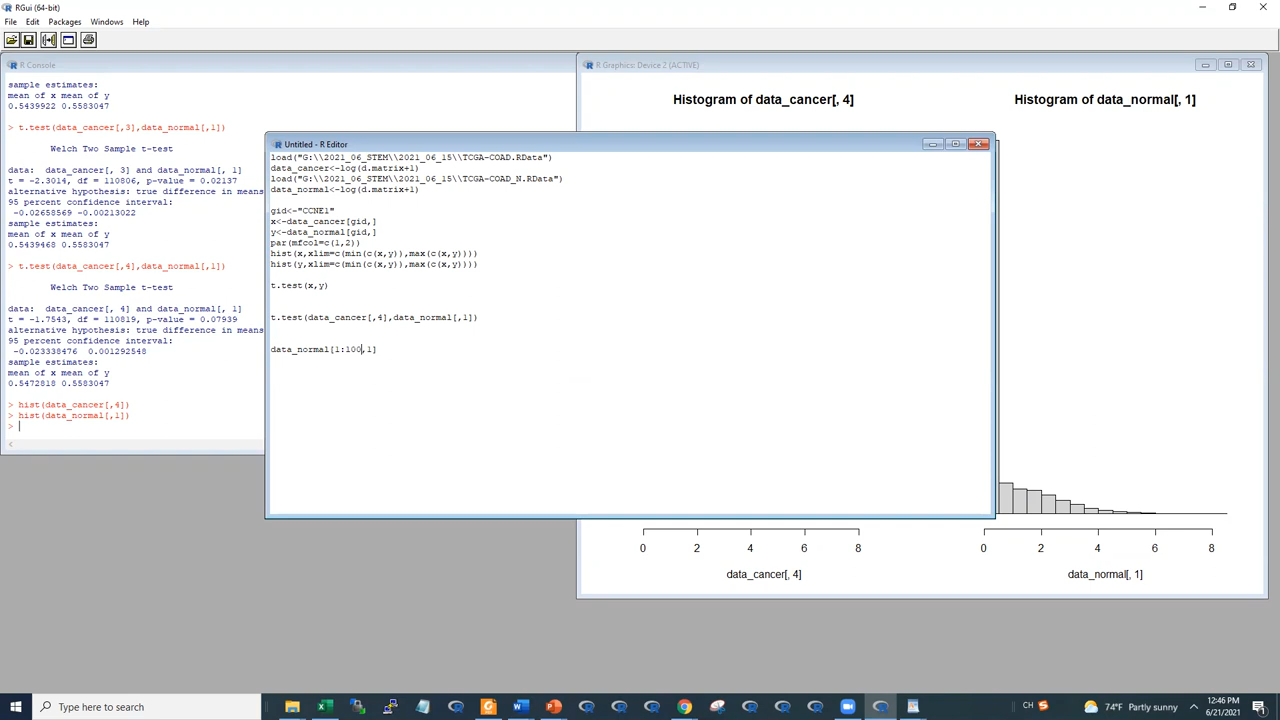 RGui (64-bit)
File Edit Packages Windows Help
R Console
sample estimates:
mean of x mean of y
0.5439922 0.5583047
> t.test(data_cancer[,3],data_normal[,1])
Welch Two Sample t-test
data:  data_cancer[, 3] and data_normal[, 1]
t = -2.3014, df = 110806, p-value = 0.02137
alternative hypothesis: true difference in means
95 percent confidence interval:
-0.02658569 -0.00213022
sample estimates:
mean of x mean of y
0.5439468 0.5583047
> t.test(data_cancer[,4],data_normal[,1])
Welch Two Sample t-test
data:  data_cancer[, 4] and data_normal[, 1]
t = -1.7543, df = 110819, p-value = 0.07939
alternative hypothesis: true difference in means
95 percent confidence interval:
-0.023338476  0.001292548
sample estimates:
mean of x mean of y
0.5472818 0.5583047
> hist(data_cancer[,4])
> hist(data_normal[,1])
>
Untitled - R Editor
load("G:\\2021_06_STEM\\2021_06_15\\TCGA-COAD.RData")
data_cancer<-log(d.matrix+1)
load("G:\\2021_06_STEM\\2021_06_15\\TCGA-COAD_N.RData")
data_normal<-log(d.matrix+1)
gid<-"CCNE1"
x<-data_cancer[gid,]
y<-data_normal[gid,]
par(mfcol=c(1,2))
hist(x,xlim=c(min(c(x,y)),max(c(x,y))))
hist(y,xlim=c(min(c(x,y)),max(c(x,y))))
t.test(x,y)
t.test(data_cancer[,4],data_normal[,1])
data_normal[1:100,1]
R Graphics: Device 2 (ACTIVE)
Histogram of data_cancer[, 4]
Histogram of data_normal[, 1]
0 2 4 6 8
0 2 4 6 8
data_cancer[, 4]
data_normal[, 1]
Type here to search
CH
74°F Partly sunny
12:46 PM
6/21/2021